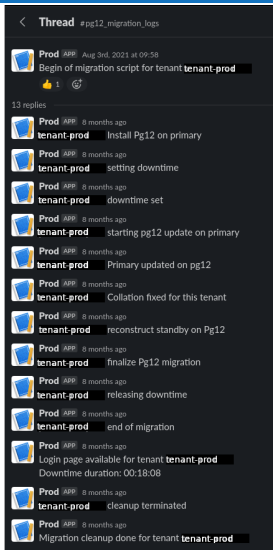 Thread #pg12_migration_logs
Prod APP Aug 3rd, 2021 at 09:58
Begin of migration script for tenant tenant-prod
👍 1
13 replies
Prod APP 8 months ago
tenant-prod Install Pg12 on primary
Prod APP 8 months ago
tenant-prod setting downtime
Prod APP 8 months ago
tenant-prod downtime set
Prod APP 8 months ago
tenant-prod starting pg12 update on primary
Prod APP 8 months ago
tenant-prod Primary updated on pg12
Prod APP 8 months ago
tenant-prod Collation fixed for this tenant
Prod APP 8 months ago
tenant-prod reconstruct standby on Pg12
Prod APP 8 months ago
tenant-prod finalize Pg12 migration
Prod APP 8 months ago
tenant-prod releasing downtime
Prod APP 8 months ago
tenant-prod end of migration
Prod APP 8 months ago
Login page available for tenant tenant-prod
Downtime duration: 00:18:08
Prod APP 8 months ago
tenant-prod cleanup terminated
Prod APP 8 months ago
Migration cleanup done for tenant tenant-prod